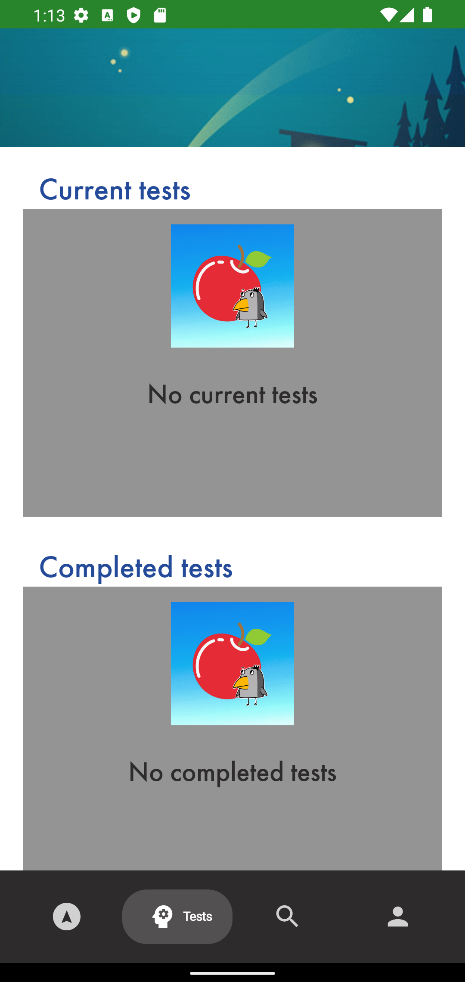 1:13
Current tests
No current tests
Completed tests
No completed tests
Tests